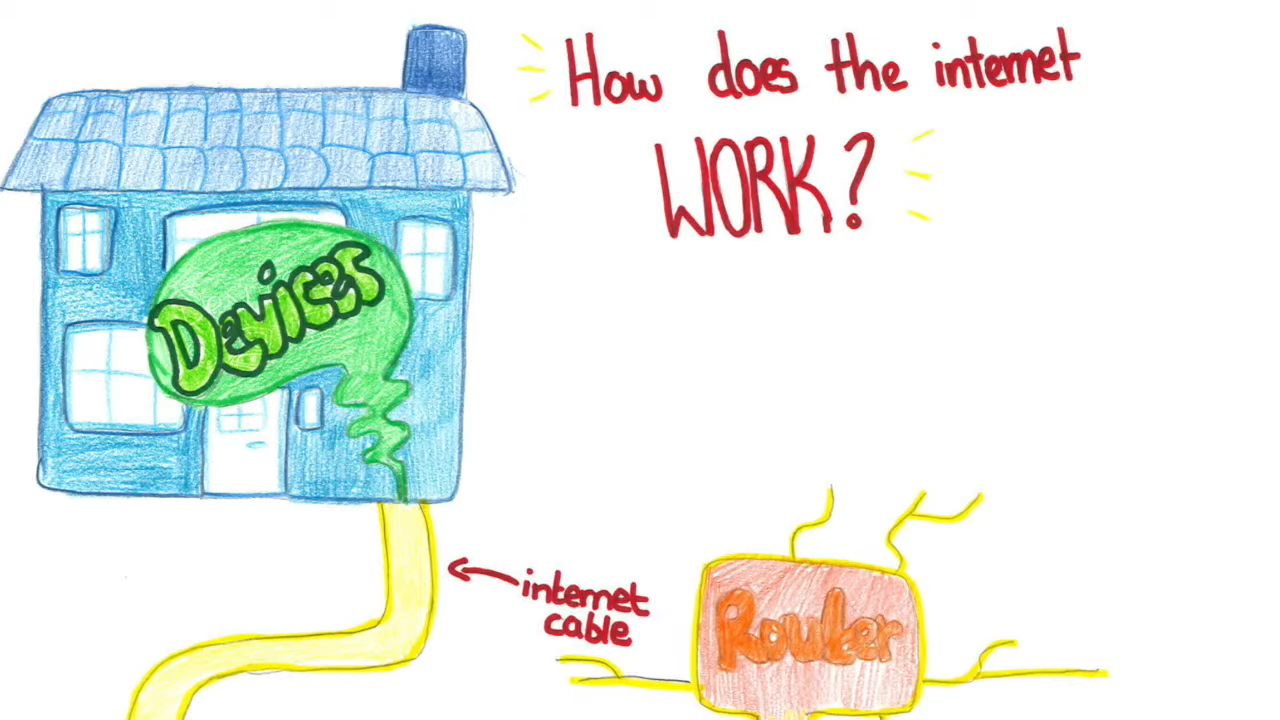 How does the internet
WORK?
Devices
internet
cable
Router